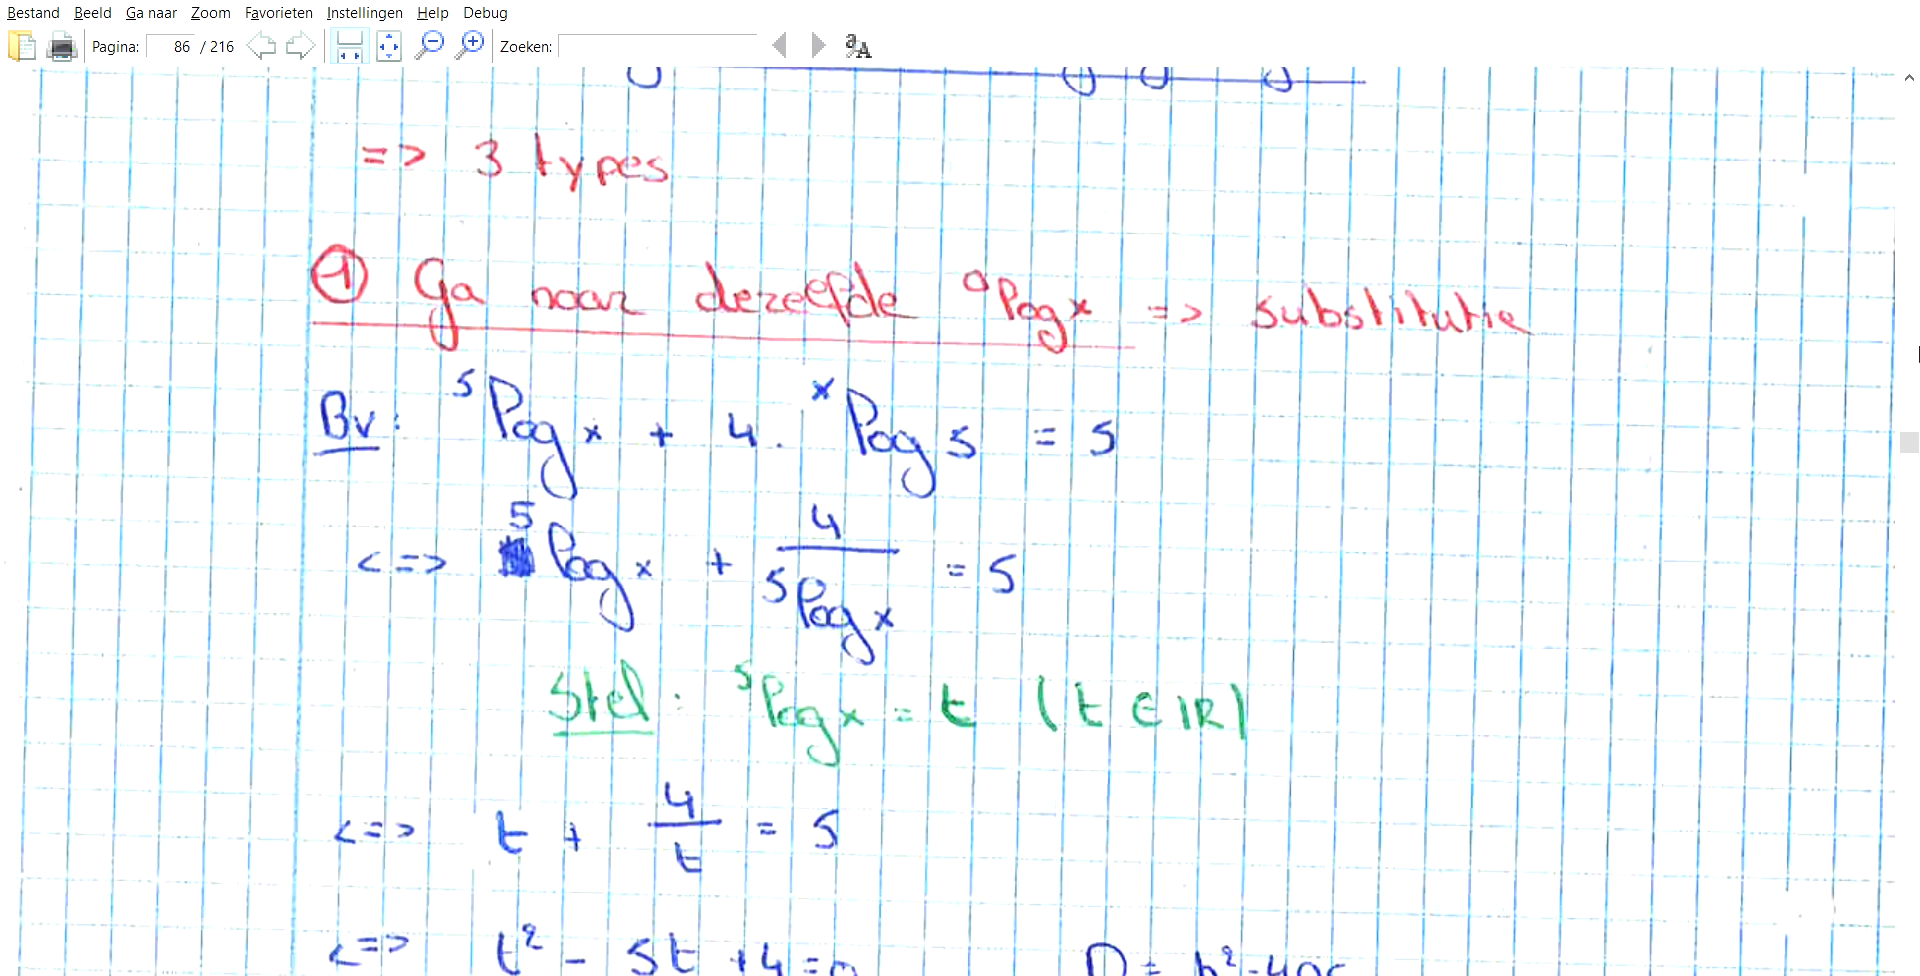 Bestand Beeld Ga naar Zoom Favorieten Instellingen Help Debug
Pagina: 86 / 216 Zoeken:
=> 3 types
① Ga naar dezelfde ᵃlog x => substitutie
Bv: ⁵log x + 4 . ˣlog 5 = 5
<=> ⁵log x + 4 / ⁵log x = 5
Stel: ⁵log x = t (t ∈ ℝ)
<=> t + 4 / t = 5
<=> t² - 5t + 4 = 0 D = b² - 4ac